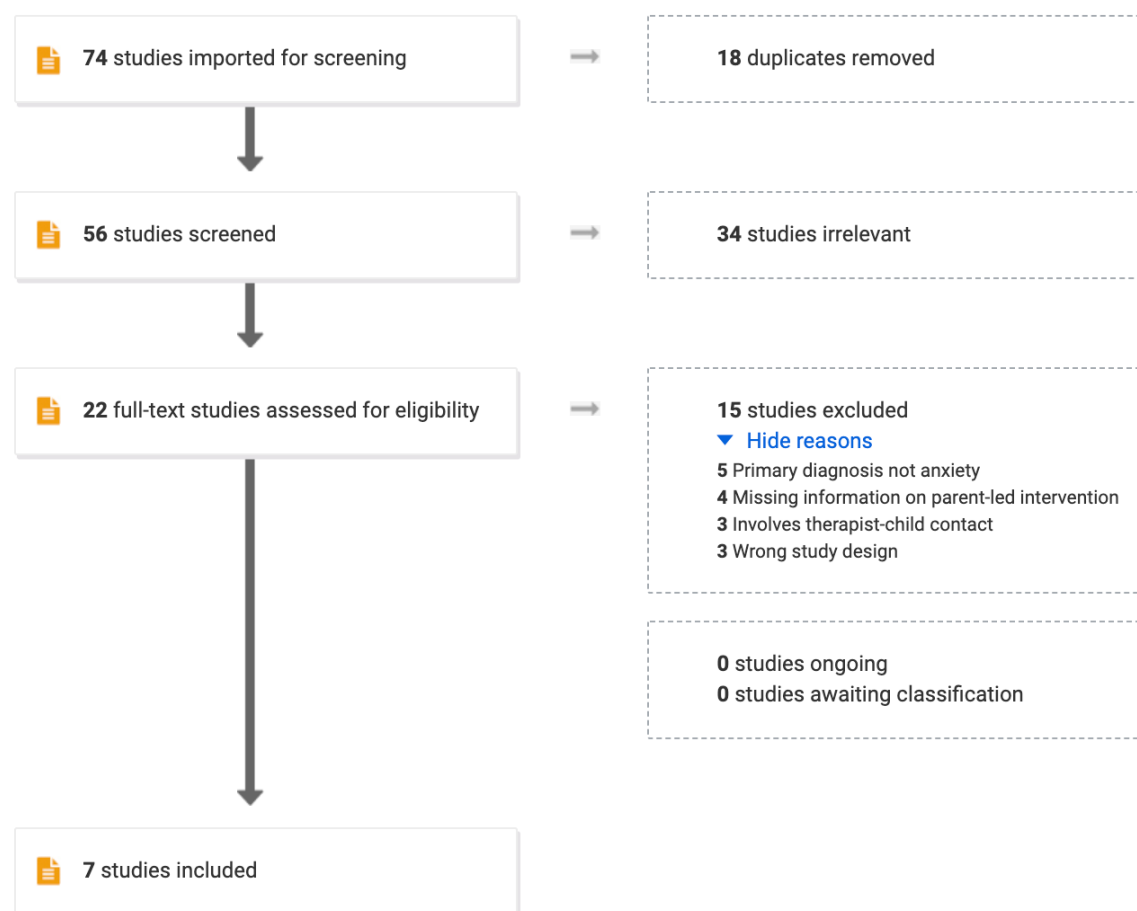 74 studies imported for screening
18 duplicates removed
56 studies screened
34 studies irrelevant
22 full-text studies assessed for eligibility
15 studies excluded
Hide reasons
5 Primary diagnosis not anxiety
4 Missing information on parent-led intervention
3 Involves therapist-child contact
3 Wrong study design
0 studies ongoing
0 studies awaiting classification
7 studies included